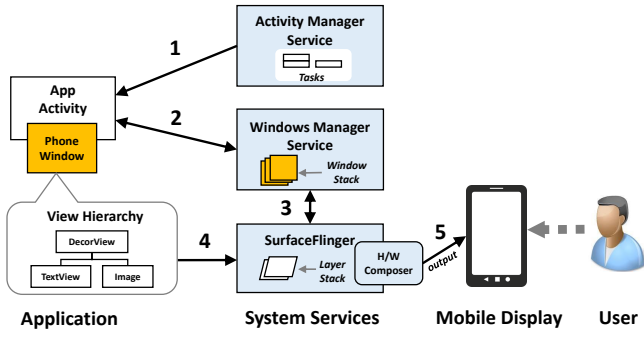 Activity Manager
Service
Tasks
1
App
Activity
Phone
Window
2
Windows Manager
Service
Window
Stack
3
View Hierarchy
DecorView
TextView
Image
4
SurfaceFlinger
Layer
Stack
H/W
Composer
5
output
Application
System Services
Mobile Display
User